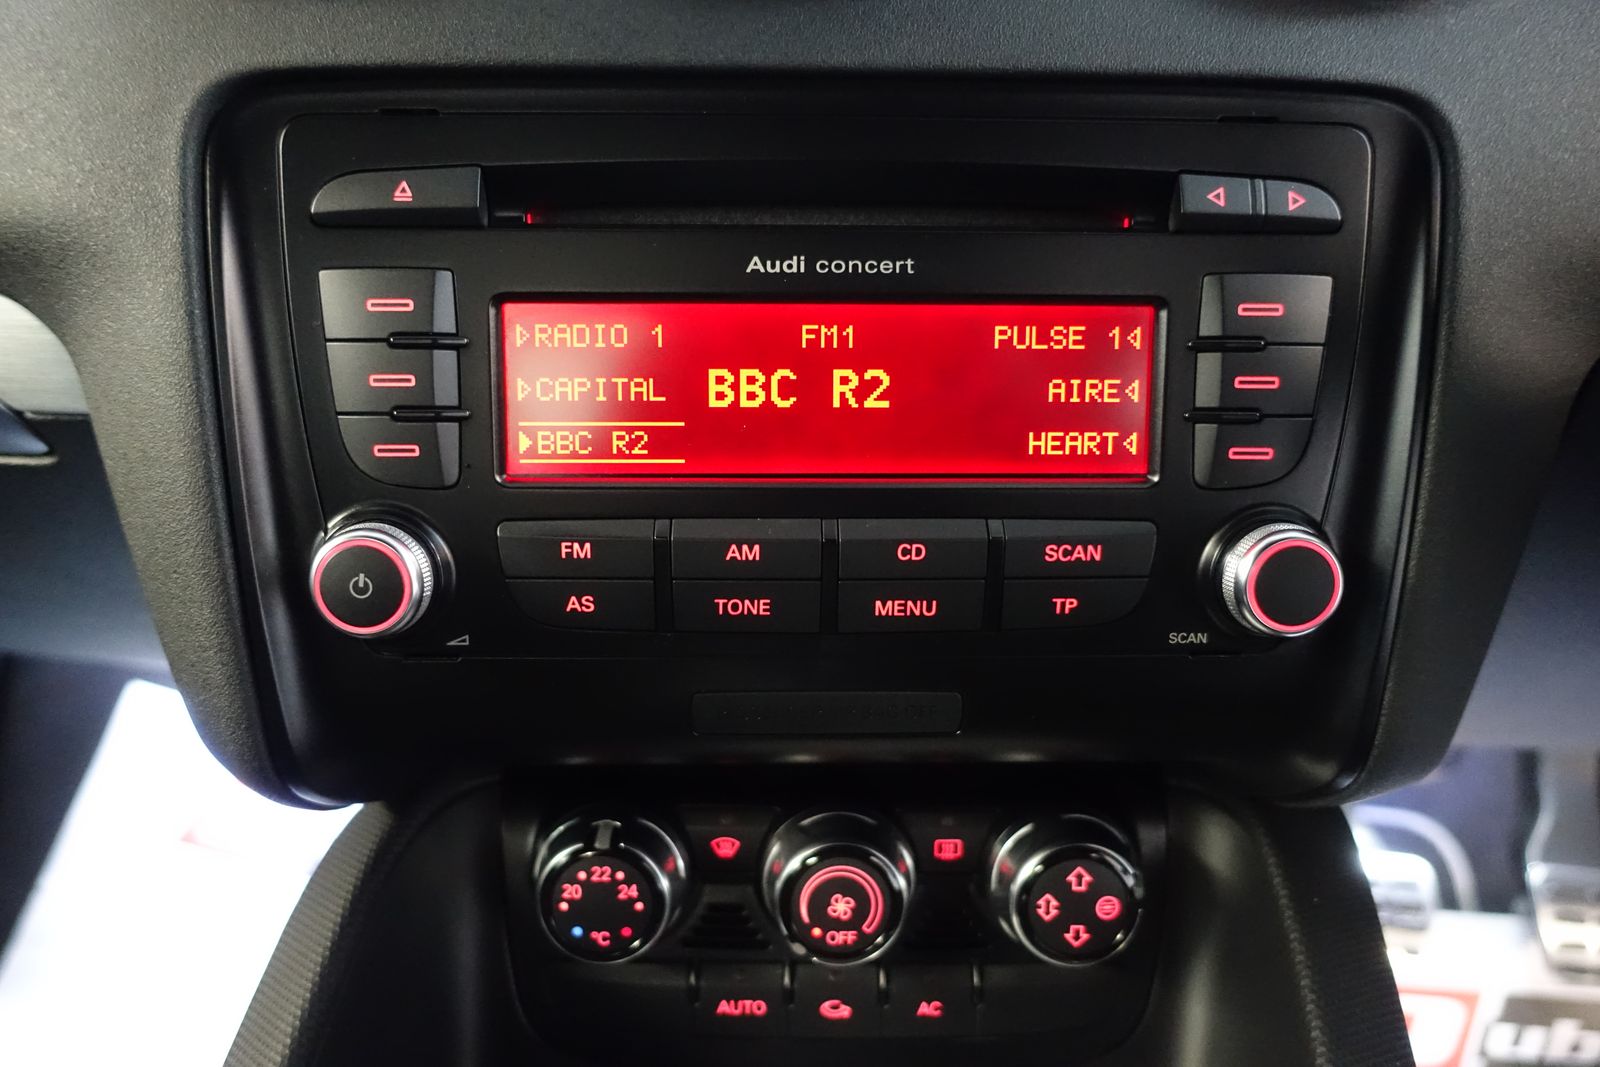 Audi concert
RADIO 1 FM1 PULSE 1
CAPITAL BBC R2 AIRE
BBC R2 HEART
FM AM CD SCAN
AS TONE MENU TP
SCAN
20 22 24
°C
OFF
AUTO AC
ub